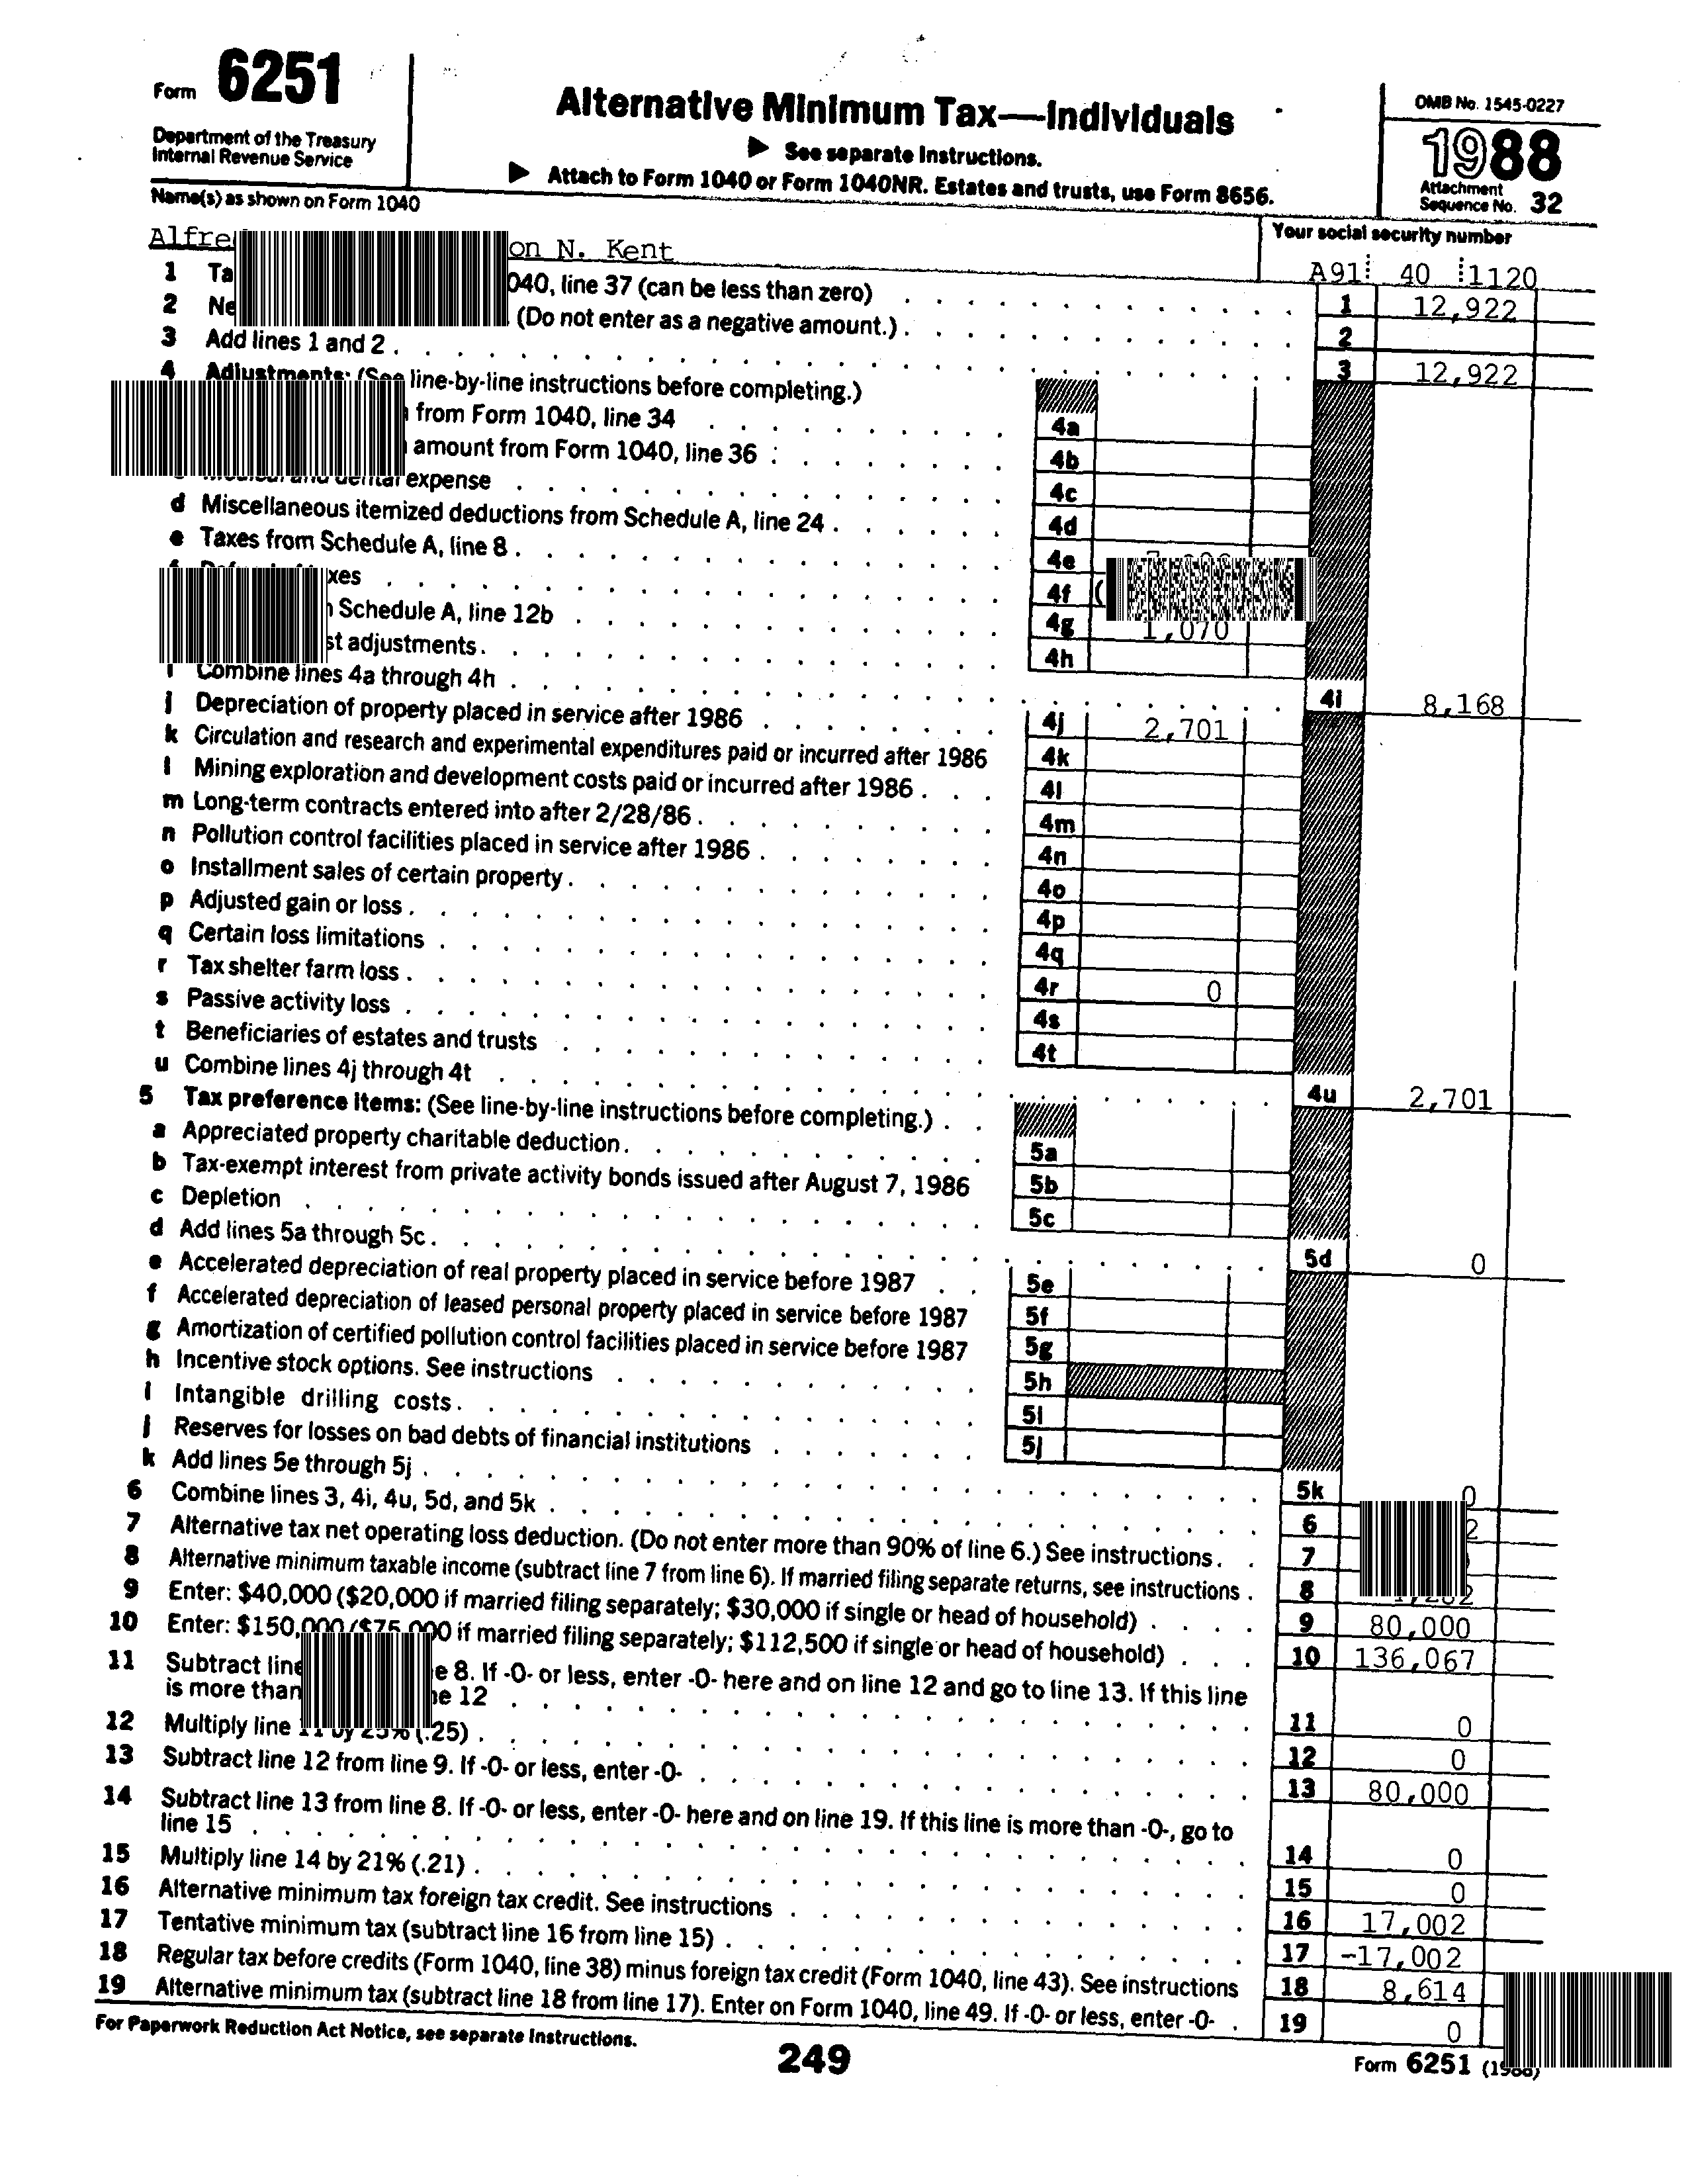 Form 6251
Department of the Treasury
Internal Revenue Service
Alternative Minimum Tax—Individuals
▶ See separate Instructions.
▶ Attach to Form 1040 or Form 1040NR. Estates and trusts, use Form 8656.
OMB No. 1545-0227
1988
Attachment
Sequence No. 32
Name(s) as shown on Form 1040
Your social security number
N. Kent
A91 40 1120
1 040, line 37 (can be less than zero) 1 12,922
2 (Do not enter as a negative amount.) 2
3 Add lines 1 and 2 3 12,922
4 Adjustments: (See line-by-line instructions before completing.)
from Form 1040, line 34 4a
amount from Form 1040, line 36 4b
expense 4c
d Miscellaneous itemized deductions from Schedule A, line 24 4d
e Taxes from Schedule A, line 8 4e
4f (
Schedule A, line 12b 4g 1,070
adjustments 4h
Combine lines 4a through 4h 4i 8,168
j Depreciation of property placed in service after 1986 4j 2,701
k Circulation and research and experimental expenditures paid or incurred after 1986 4k
l Mining exploration and development costs paid or incurred after 1986 4l
m Long-term contracts entered into after 2/28/86 4m
n Pollution control facilities placed in service after 1986 4n
o Installment sales of certain property 4o
p Adjusted gain or loss 4p
q Certain loss limitations 4q
r Tax shelter farm loss 4r 0
s Passive activity loss 4s
t Beneficiaries of estates and trusts 4t
u Combine lines 4j through 4t 4u 2,701
5 Tax preference items: (See line-by-line instructions before completing.)
a Appreciated property charitable deduction 5a
b Tax-exempt interest from private activity bonds issued after August 7, 1986 5b
c Depletion 5c
d Add lines 5a through 5c 5d 0
e Accelerated depreciation of real property placed in service before 1987 5e
f Accelerated depreciation of leased personal property placed in service before 1987 5f
g Amortization of certified pollution control facilities placed in service before 1987 5g
h Incentive stock options. See instructions 5h
i Intangible drilling costs 5i
j Reserves for losses on bad debts of financial institutions 5j
k Add lines 5e through 5j 5k 0
6 Combine lines 3, 4i, 4u, 5d, and 5k 6
7 Alternative tax net operating loss deduction. (Do not enter more than 90% of line 6.) See instructions. 7
8 Alternative minimum taxable income (subtract line 7 from line 6). If married filing separate returns, see instructions. 8
9 Enter: $40,000 ($20,000 if married filing separately; $30,000 if single or head of household) 9 80,000
10 Enter: $150,000 ($75,000 if married filing separately; $112,500 if single or head of household) 10 136,067
11 Subtract line 8. If -0- or less, enter -0- here and on line 12 and go to line 13. If this line
is more than 12 11 0
12 Multiply line 11 by 25% (.25) 12 0
13 Subtract line 12 from line 9. If -0- or less, enter -0- 13 80,000
14 Subtract line 13 from line 8. If -0- or less, enter -0- here and on line 19. If this line is more than -0-, go to
line 15 14 0
15 Multiply line 14 by 21% (.21) 15 0
16 Alternative minimum tax foreign tax credit. See instructions 16 17,002
17 Tentative minimum tax (subtract line 16 from line 15) 17 -17,002
18 Regular tax before credits (Form 1040, line 38) minus foreign tax credit (Form 1040, line 43). See instructions 18 8,614
19 Alternative minimum tax (subtract line 18 from line 17). Enter on Form 1040, line 49. If -0- or less, enter -0- 19 0
For Paperwork Reduction Act Notice, see separate Instructions.
249
Form 6251 (1988)